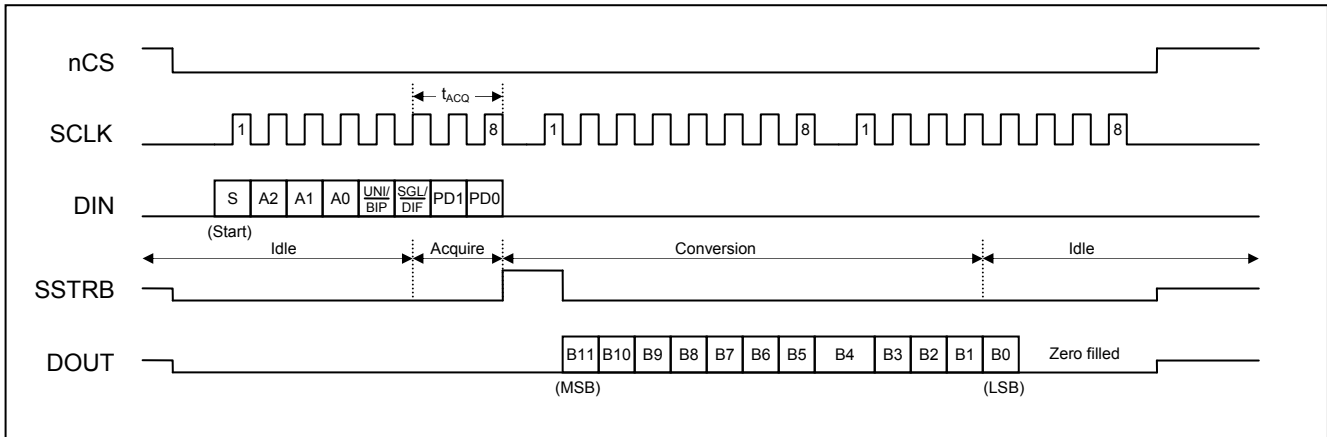 nCS
tACQ
SCLK 1 8 1 8 1 8
DIN S A2 A1 A0 UNI/BIP SGL/DIF PD1 PD0
(Start)
Idle Acquire Conversion Idle
SSTRB
DOUT B11 B10 B9 B8 B7 B6 B5 B4 B3 B2 B1 B0 Zero filled
(MSB) (LSB)